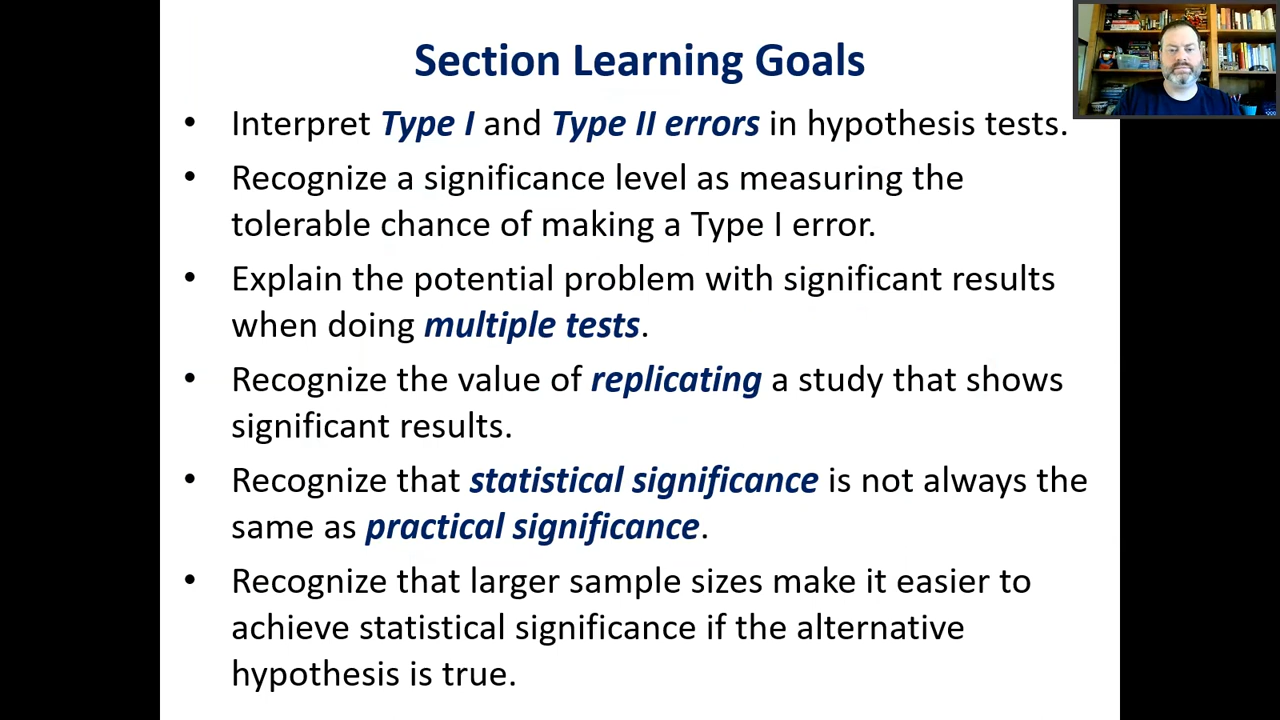 Section Learning Goals
• Interpret Type I and Type II errors in hypothesis tests.
• Recognize a significance level as measuring the
tolerable chance of making a Type I error.
• Explain the potential problem with significant results
when doing multiple tests.
• Recognize the value of replicating a study that shows
significant results.
• Recognize that statistical significance is not always the
same as practical significance.
• Recognize that larger sample sizes make it easier to
achieve statistical significance if the alternative
hypothesis is true.